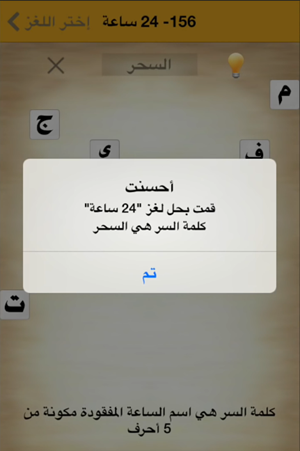 156- 24 ساعة
إختر اللغز
السحر
م
ج
ي
ف
أحسنت
قمت بحل لغز "24 ساعة"
كلمة السر هي السحر
تم
ت
كلمة السر هي اسم الساعة المفقودة مكونة من
5 أحرف